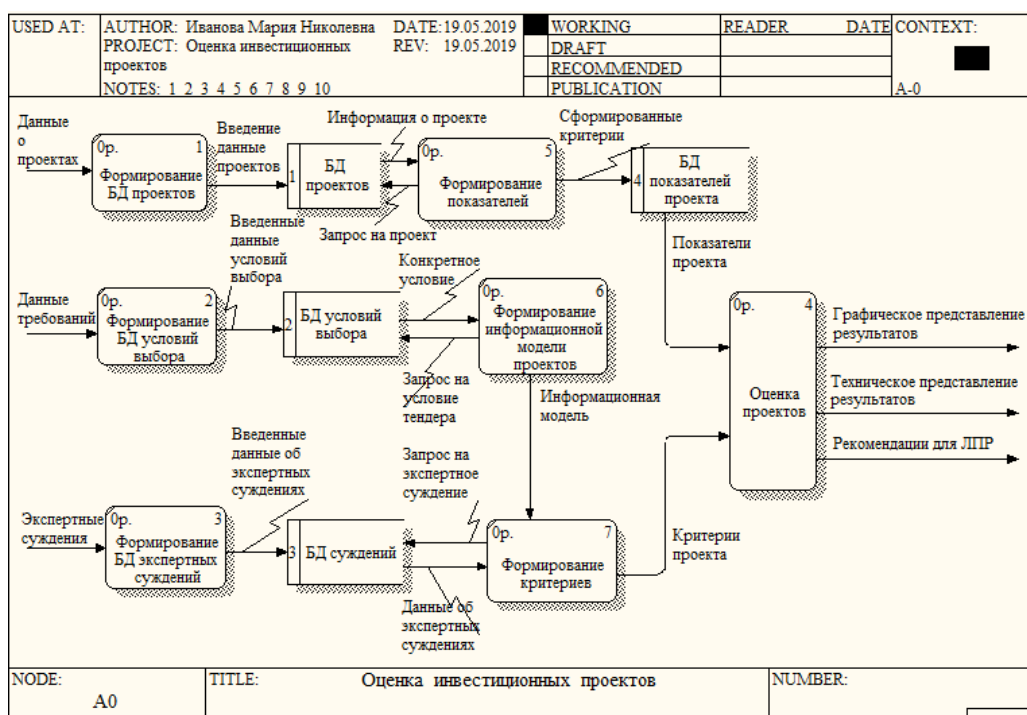 USED AT:
AUTHOR: Иванова Мария Николевна
DATE: 19.05.2019
PROJECT: Оценка инвестиционных
проектов
REV: 19.05.2019
NOTES: 1 2 3 4 5 6 7 8 9 10
WORKING
DRAFT
RECOMMENDED
PUBLICATION
READER
DATE
CONTEXT:
A-0
Данные
о
проектах
0р.
1
Формирование
БД проектов
Введение
данные
проектов
1
БД
проектов
Информация о проекте
Запрос на проект
0р.
5
Формирование
показателей
Сформированные
критерии
4
БД
показателей
проекта
Показатели
проекта
Данные
требований
0р.
2
Формирование
БД условий
выбора
Введенные
данные
условий
выбора
2
БД условий
выбора
Конкретное
условие
Запрос на
условие
тендера
0р.
6
Формирование
информационной
модели
проектов
Информационная
модель
0р.
4
Оценка
проектов
Графическое представление
результатов
Техническое представление
результатов
Рекомендации для ЛПР
Экспертные
суждения
0р.
3
Формирование
БД экспертных
суждений
Введенные
данные об
экспертных
суждениях
3
БД суждений
Запрос на
экспертное
суждение
Данные об
экспертных
суждениях
0р.
7
Формирование
критериев
Критерии
проекта
NODE:
A0
TITLE:
Оценка инвестиционных проектов
NUMBER: